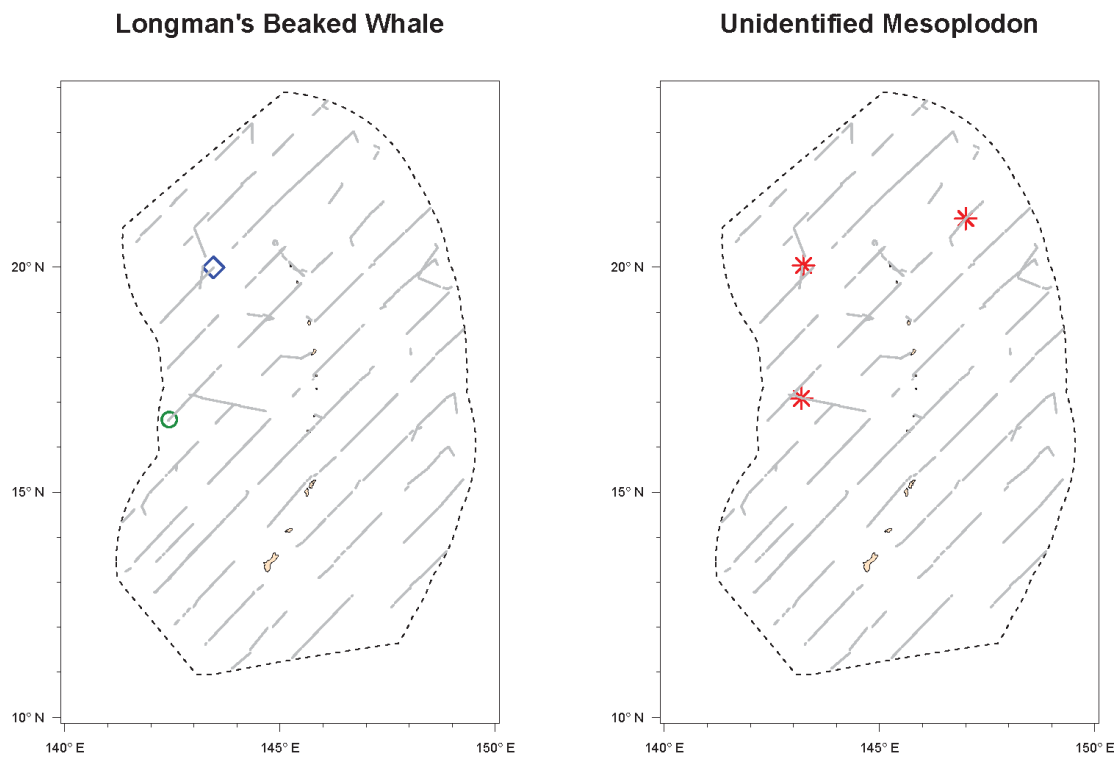 Longman's Beaked Whale
Unidentified Mesoplodon
20° N
15° N
10° N
140° E
145° E
150° E
20° N
15° N
10° N
140° E
145° E
150° E